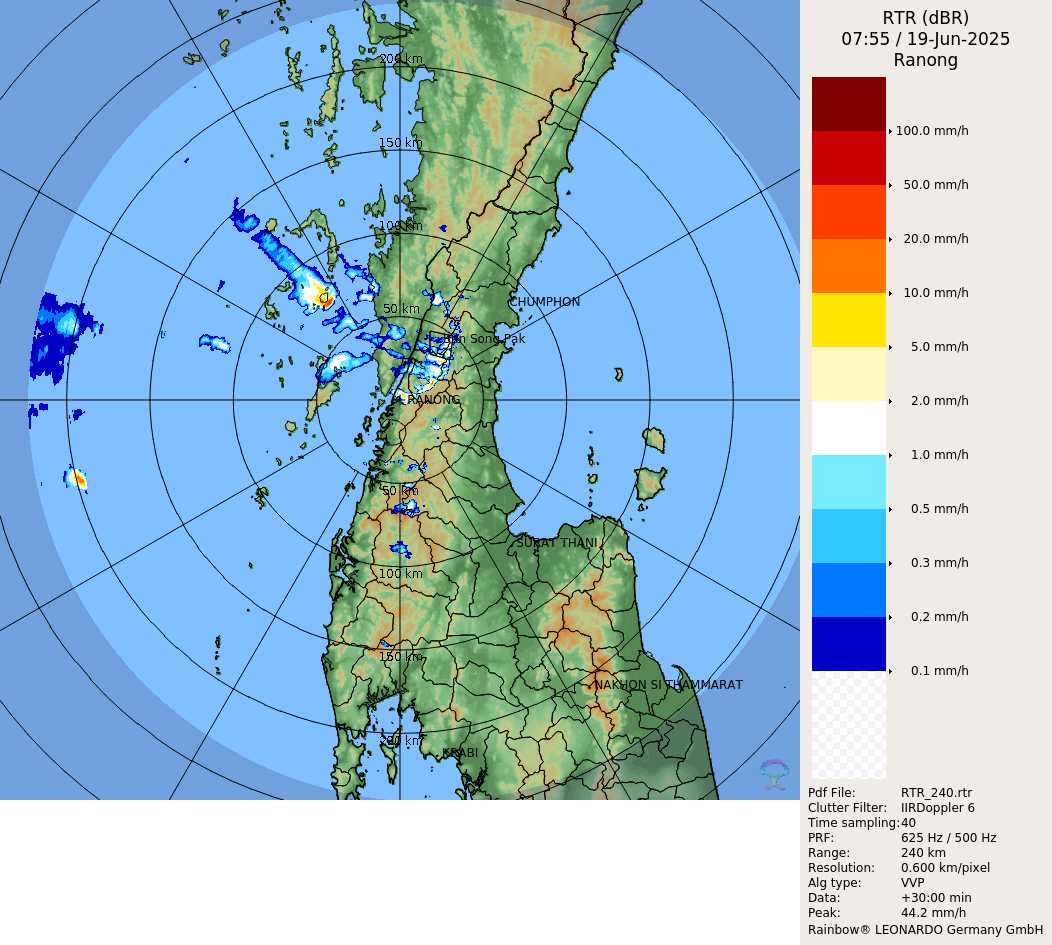 RTR (dBR)
07:55 / 19-Jun-2025
Ranong
100.0 mm/h
50.0 mm/h
20.0 mm/h
10.0 mm/h
5.0 mm/h
2.0 mm/h
1.0 mm/h
0.5 mm/h
0.3 mm/h
0.2 mm/h
0.1 mm/h
Pdf File: RTR_240.rtr
Clutter Filter: IIRDoppler 6
Time sampling: 40
PRF: 625 Hz / 500 Hz
Range: 240 km
Resolution: 0.600 km/pixel
Alg type: VVP
Data: +30:00 min
Peak: 44.2 mm/h
Rainbow® LEONARDO Germany GmbH
200 km
150 km
100 km
CHUMPHON
50 km
Song Pak
RANONG
50 km
SURAT THANI
100 km
150 km
NAKHON SI THAMMARAT
200 km
KRABI